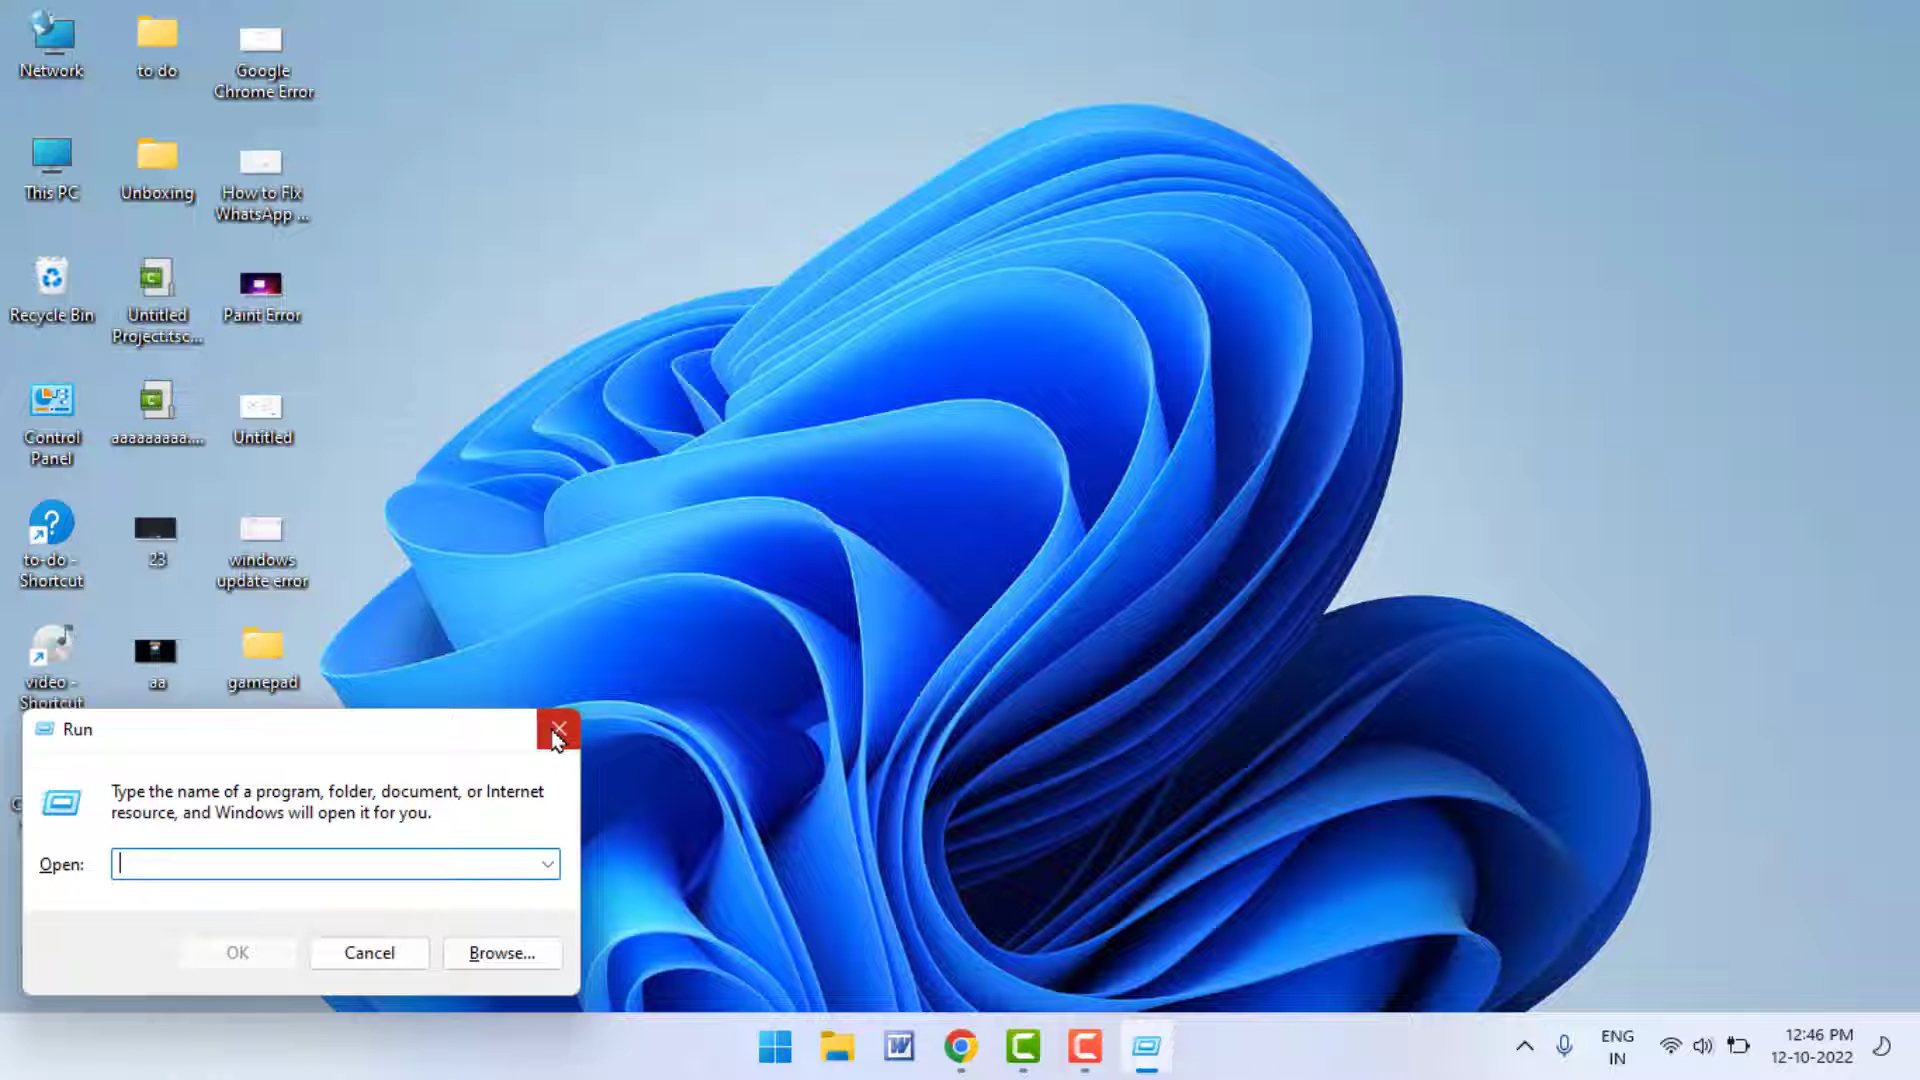 Network
to do
Google
Chrome Error
This PC
Unboxing
How to FIx
WhatsApp ...
Recycle Bin
Untitled
Project.tsc...
Paint Error
Control
Panel
aaaaaaaaa....
Untitled
to-do -
Shortcut
23
windows
update error
video -
Shortcut
aa
gamepad
Run
Type the name of a program, folder, document, or Internet
resource, and Windows will open it for you.
Open:
OK
Cancel
Browse...
ENG
IN
12:46 PM
12-10-2022